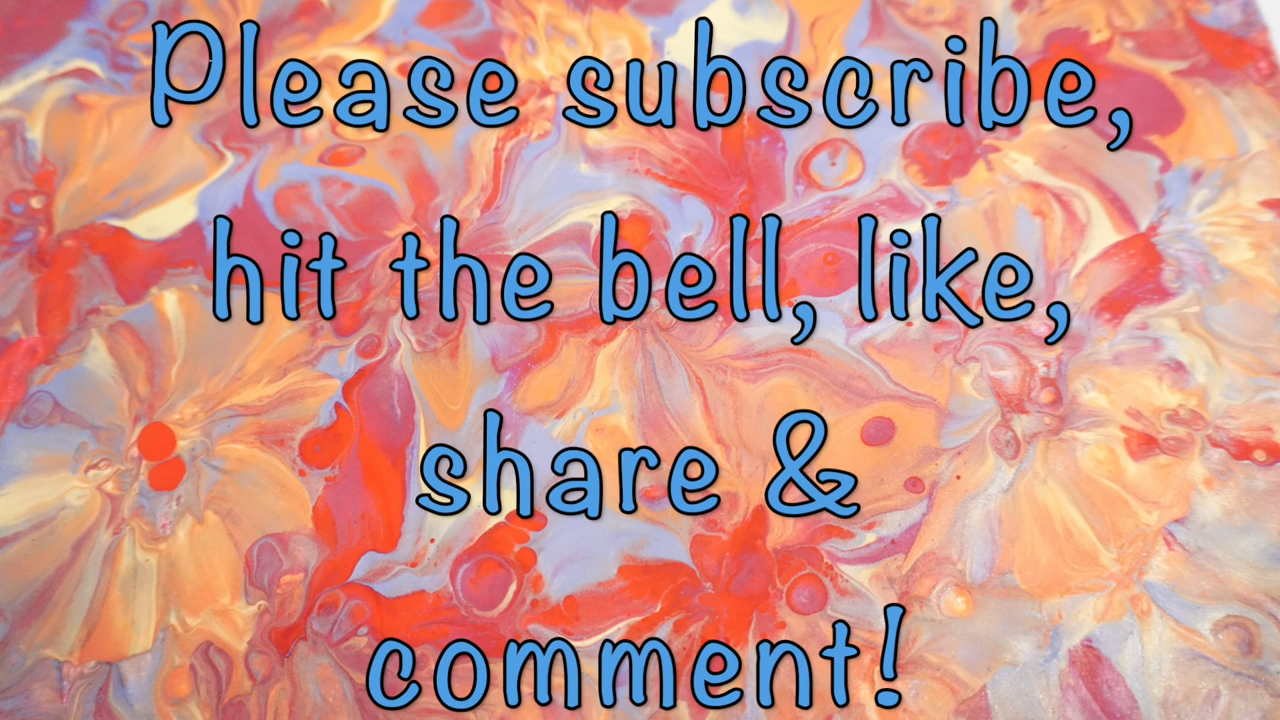 Please subscribe,
hit the bell, like,
share &
comment!